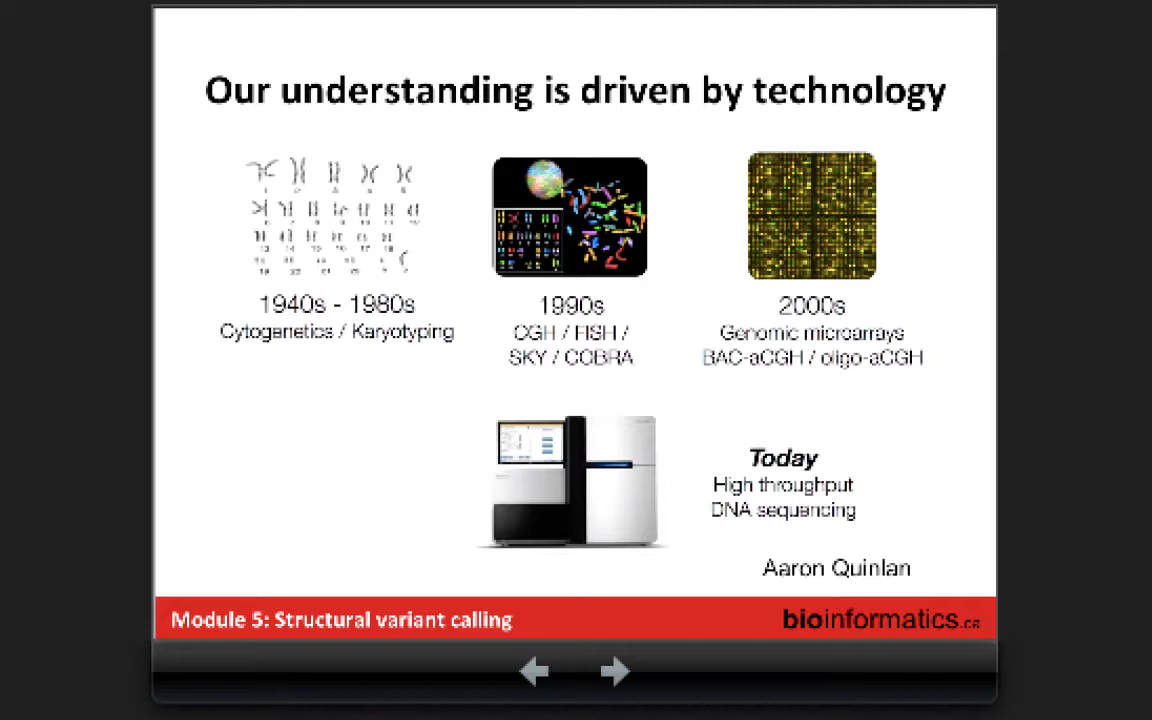 Our understanding is driven by technology
1940s - 1980s
Cytogenetics / Karyotyping
1990s
CGH / FISH /
SKY / COBRA
2000s
Genomic microarrays
BAC-aCGH / oligo-aCGH
Today
High throughput
DNA sequencing
Aaron Quinlan
Module 5: Structural variant calling
bioinformatics.ca